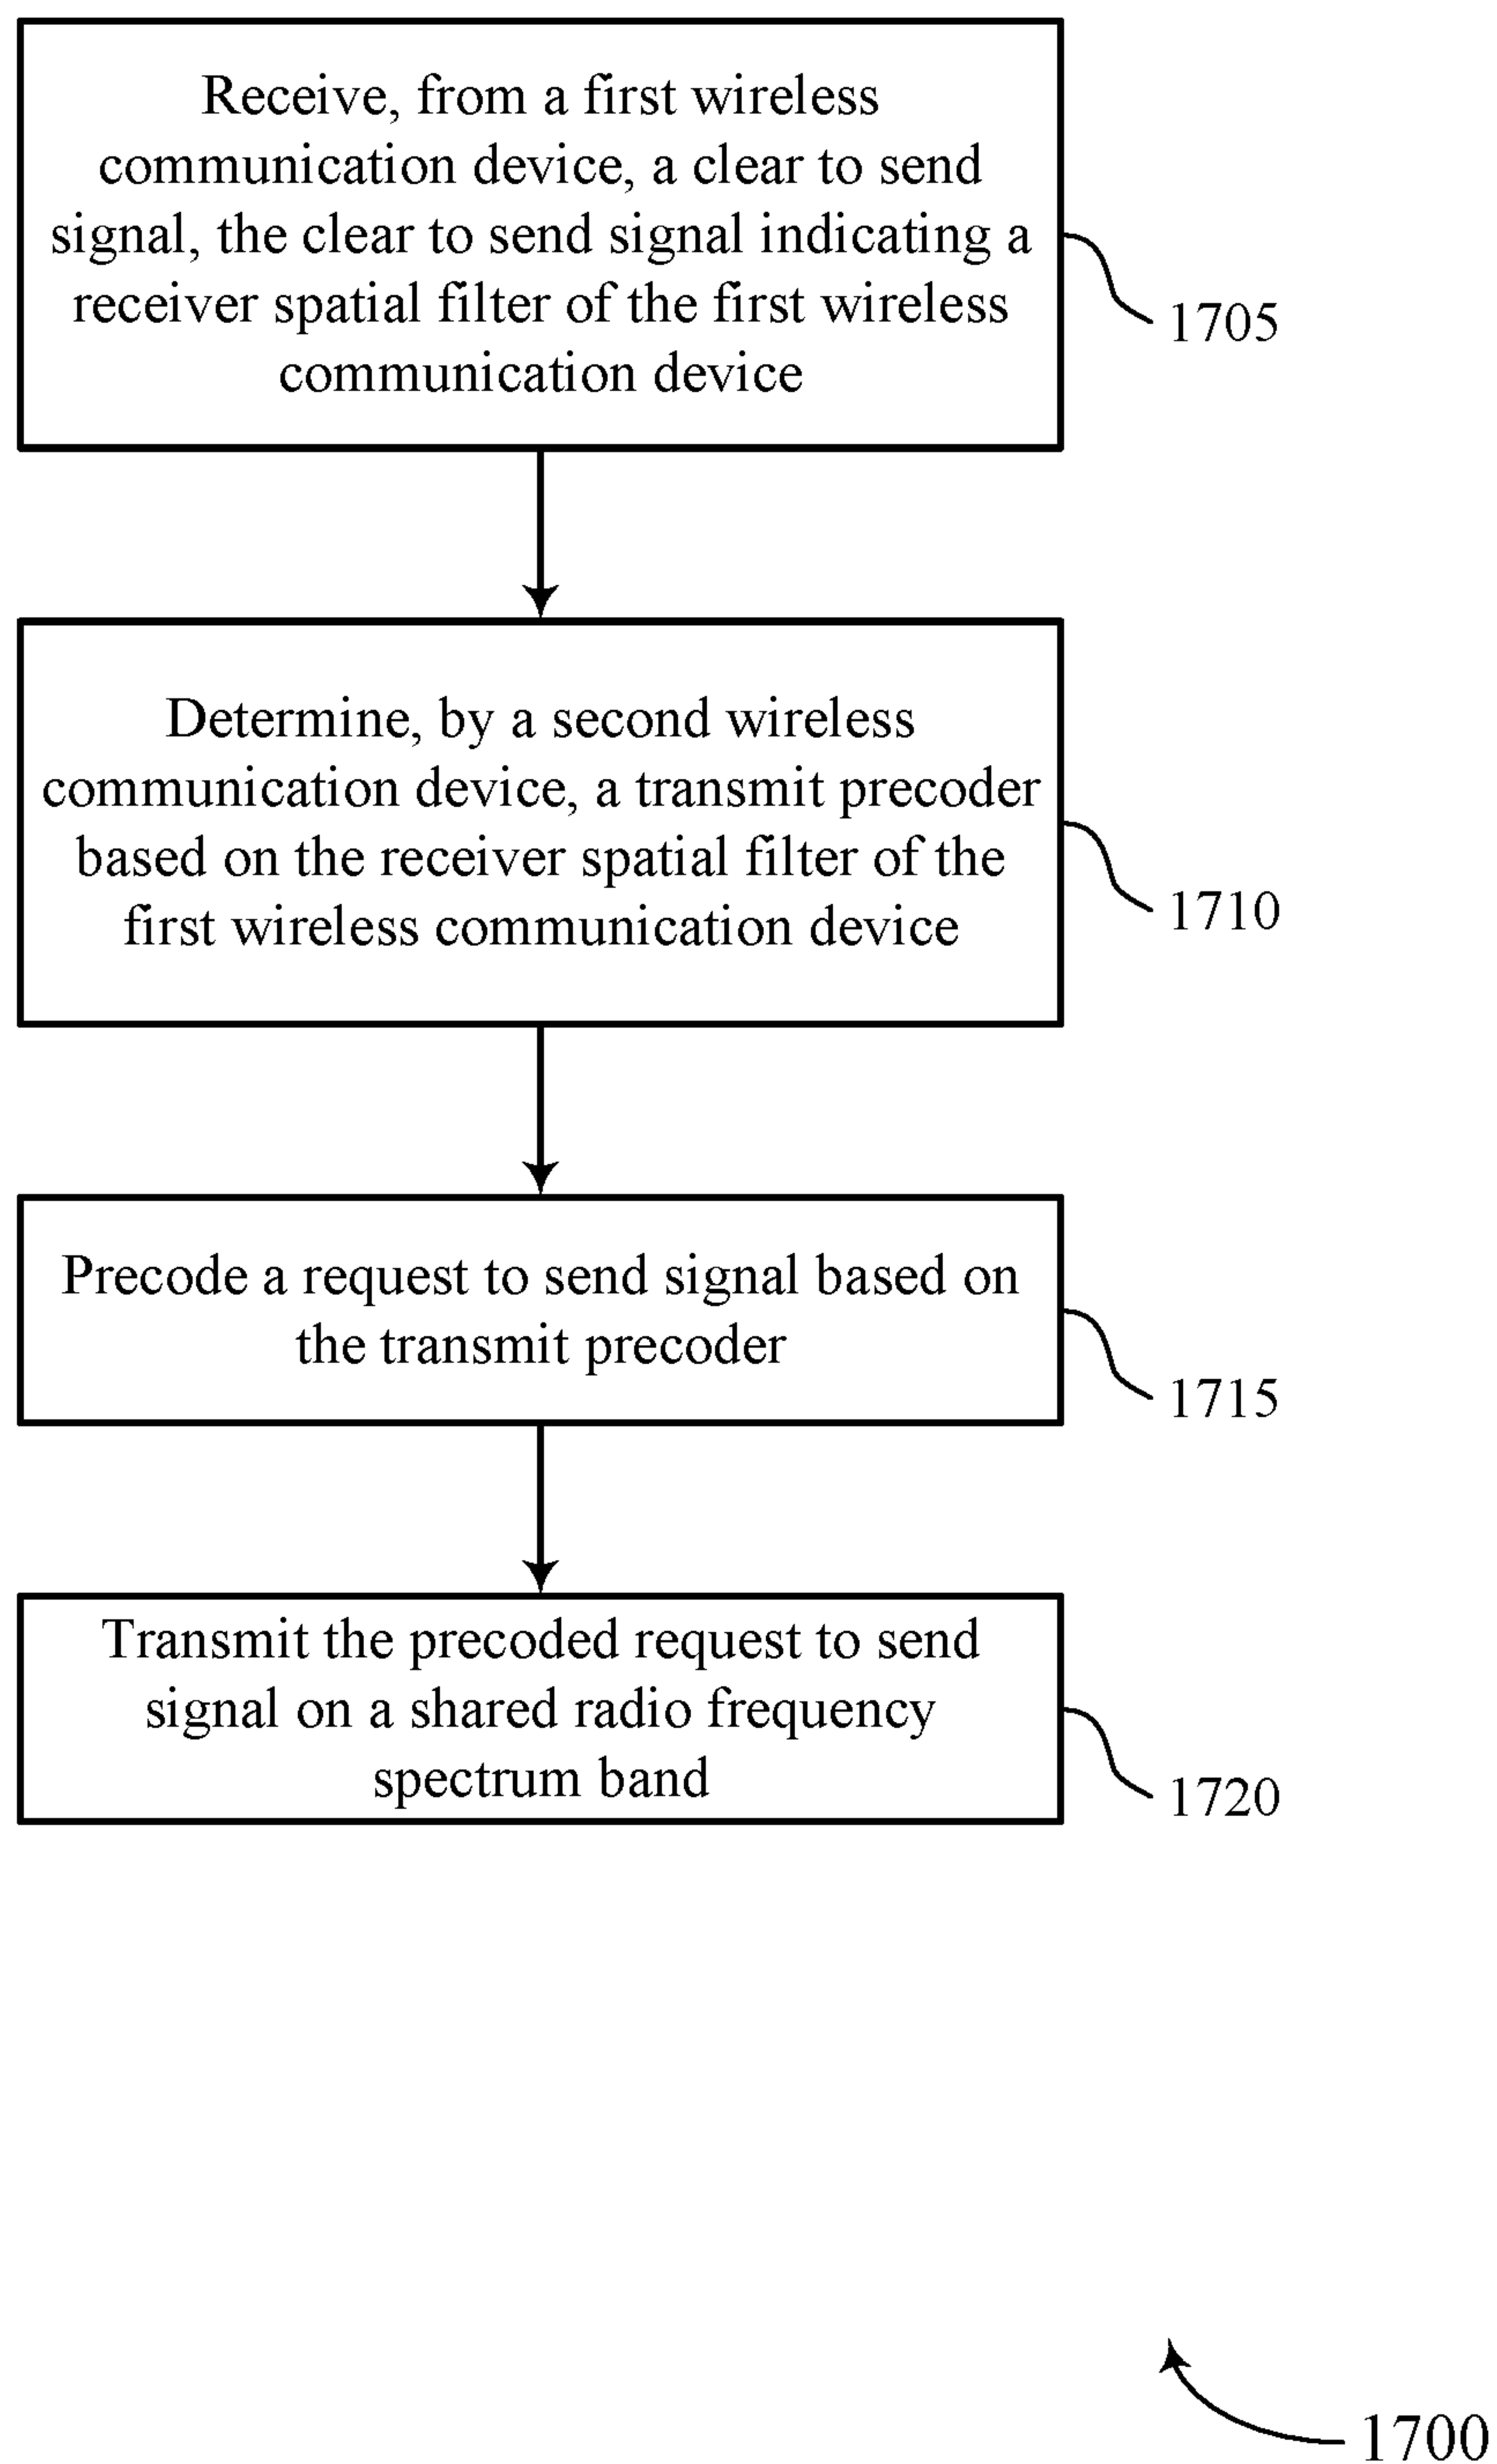 Receive, from a first wireless
communication device, a clear to send
signal, the clear to send signal indicating a
receiver spatial filter of the first wireless
communication device
1705
Determine, by a second wireless
communication device, a transmit precoder
based on the receiver spatial filter of the
first wireless communication device
1710
Precode a request to send signal based on
the transmit precoder
1715
Transmit the precoded request to send
signal on a shared radio frequency
spectrum band
1720
1700